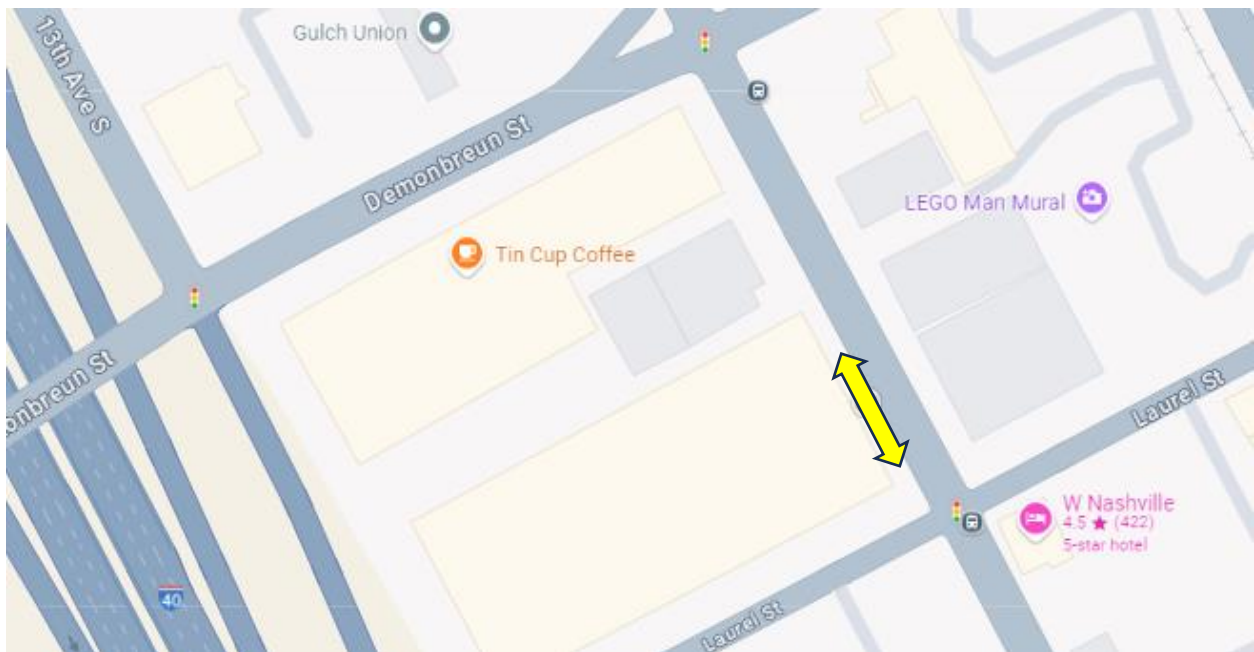 13th Ave S
Gulch Union
Demonbreun St
LEGO Man Mural
Tin Cup Coffee
onbreun St
Laurel St
W Nashville
4.5 ★ (422)
5-star hotel
40
Laurel St